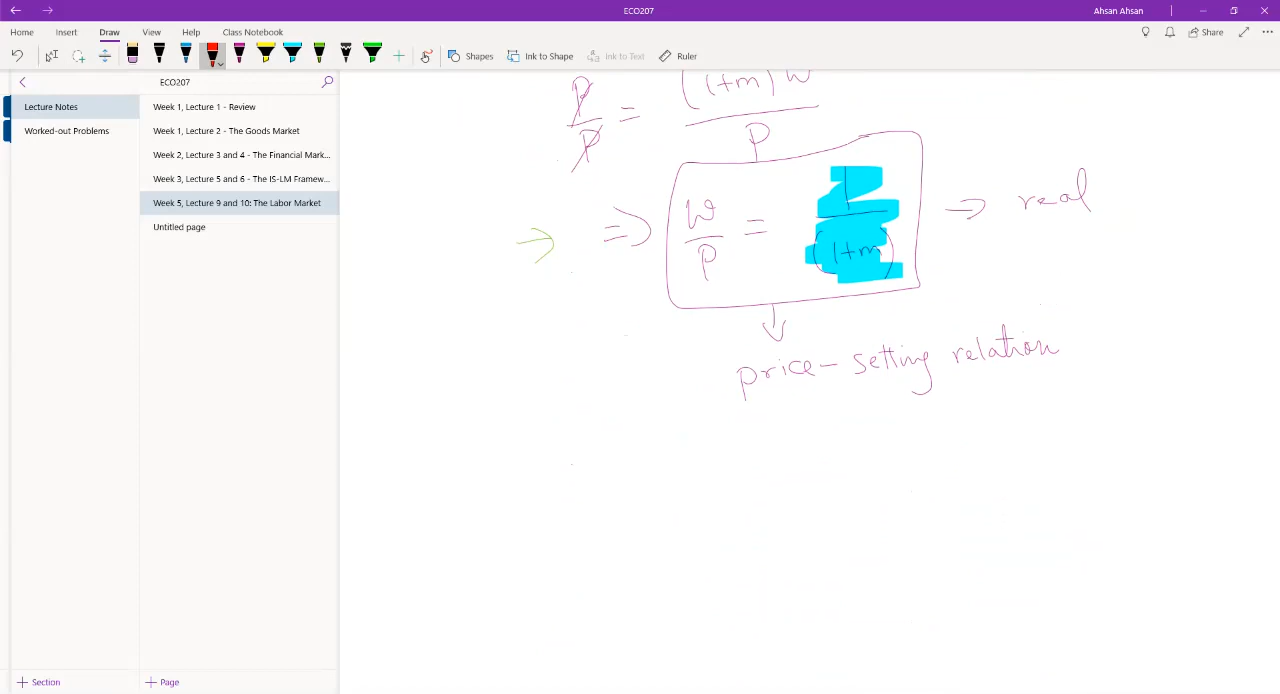 ECO207
Ahsan Ahsan
Home Insert Draw View Help Class Notebook
Share
Shapes Ink to Shape Ink to Text Ruler
ECO207
Lecture Notes
Worked-out Problems
Week 1, Lecture 1 - Review
Week 1, Lecture 2 - The Goods Market
Week 2, Lecture 3 and 4 - The Financial Mark...
Week 3, Lecture 5 and 6 - The IS-LM Framew...
Week 5, Lecture 9 and 10: The Labor Market
Untitled page
P/P = (1+m) W / P
→ ⇒ W/P = 1/(1+m) → real
↓
price-setting relation
+ Section
+ Page